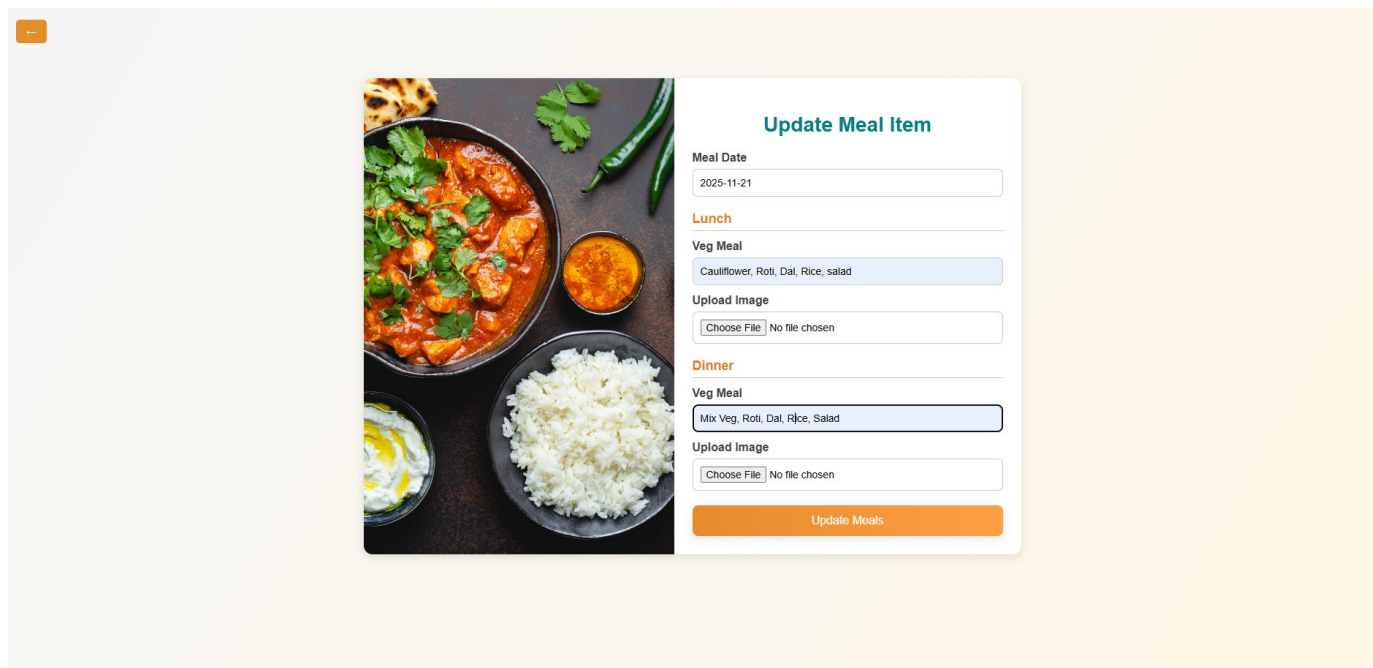 ←
Update Meal Item
Meal Date
2025-11-21
Lunch
Veg Meal
Cauliflower, Roti, Dal, Rice, salad
Upload Image
Choose File No file chosen
Dinner
Veg Meal
Mix Veg, Roti, Dal, Rice, Salad
Upload Image
Choose File No file chosen
Update Meals